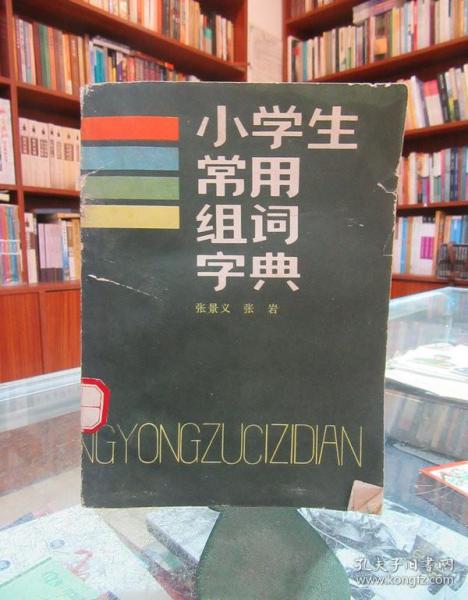 小学生
常用
组词
字典
张景义 张 岩
NGYONGZUCIZIDIAN
孔夫子旧书网
www.kongfz.com